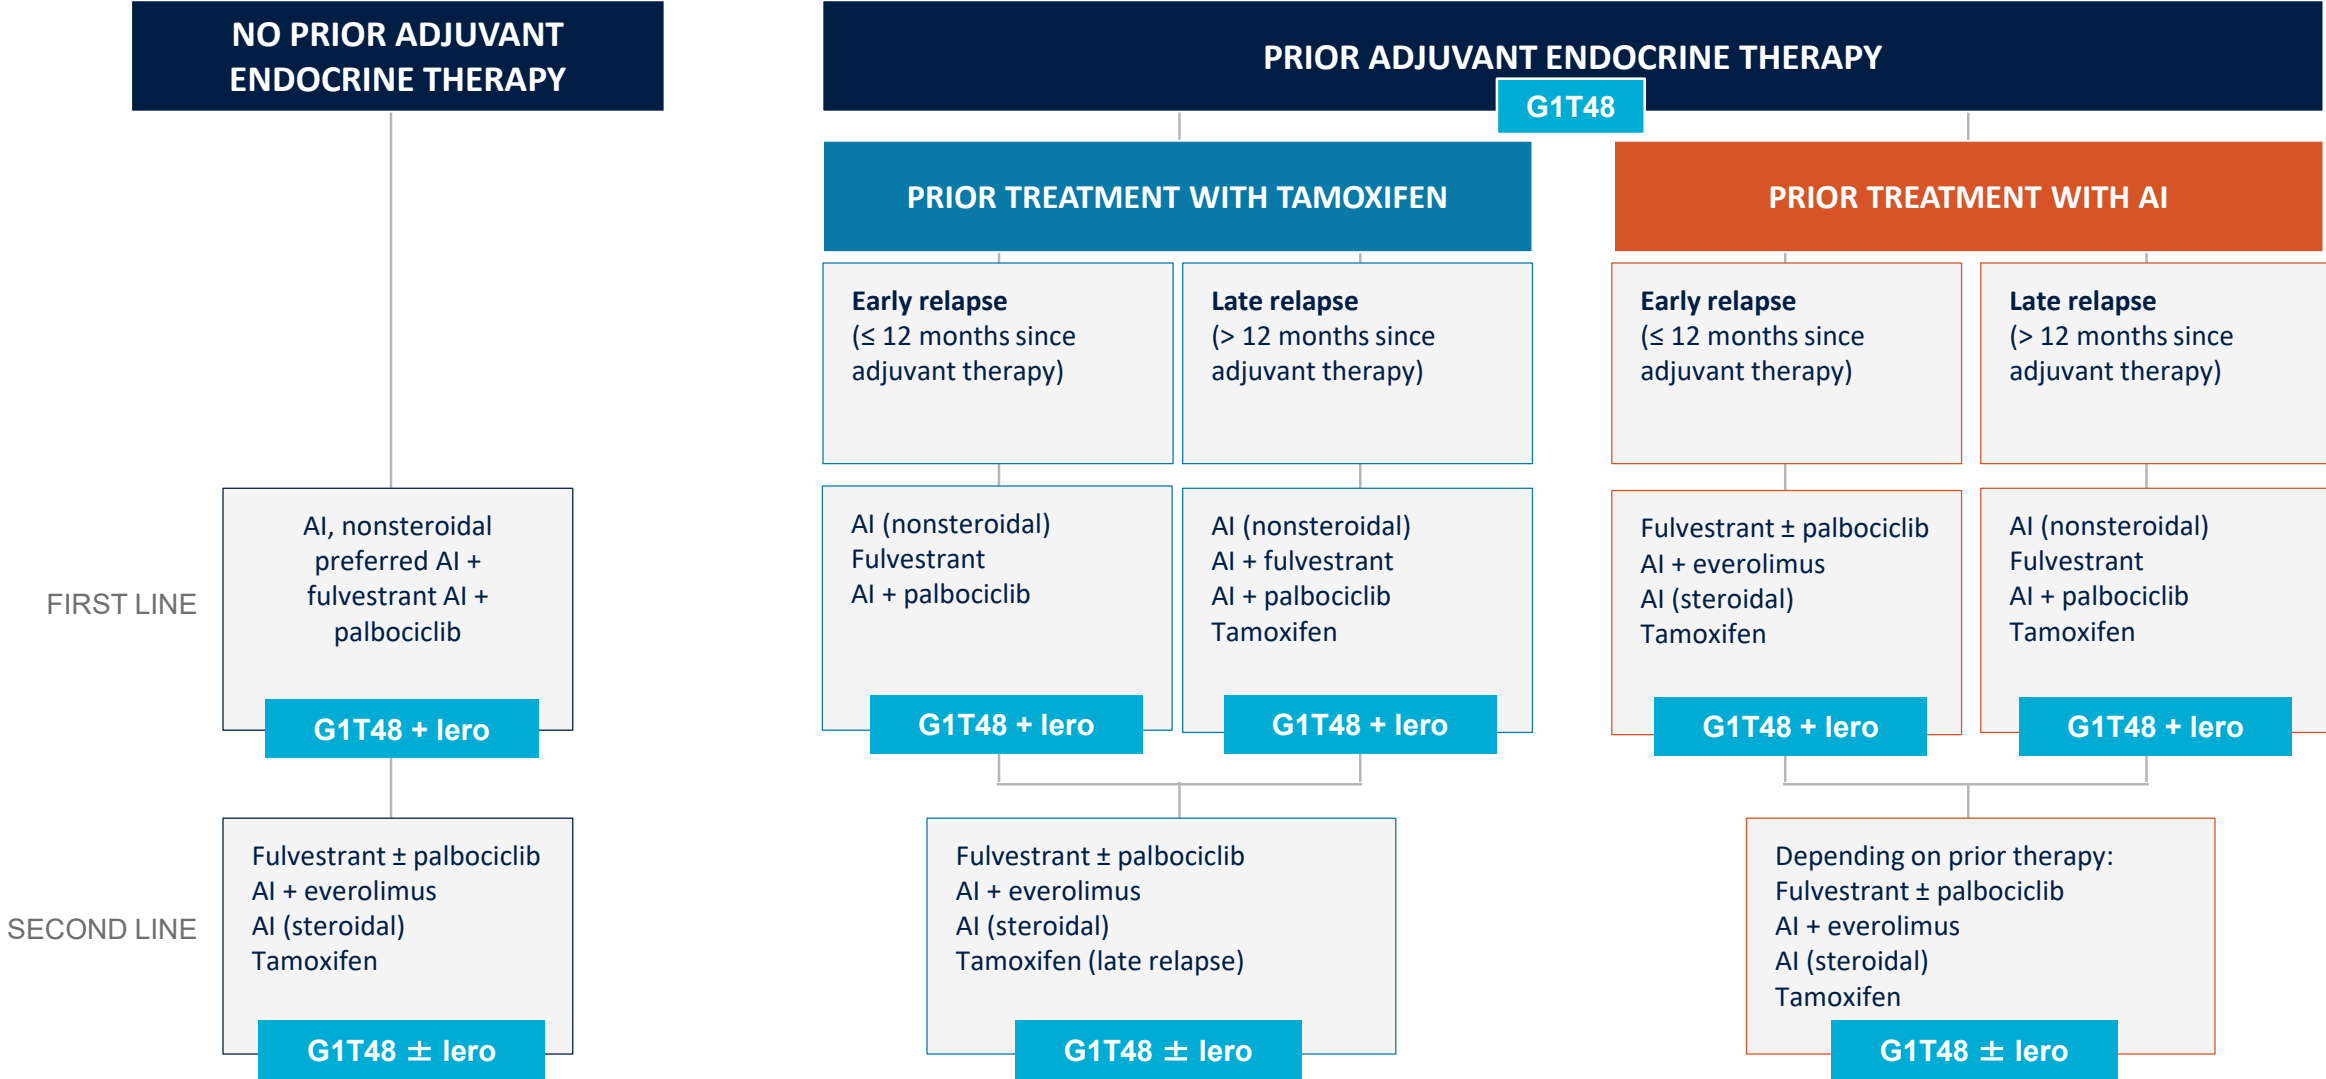 NO PRIOR ADJUVANT
ENDOCRINE THERAPY
PRIOR ADJUVANT ENDOCRINE THERAPY
G1T48
PRIOR TREATMENT WITH TAMOXIFEN
PRIOR TREATMENT WITH AI
Early relapse
(≤ 12 months since
adjuvant therapy)
Late relapse
(> 12 months since
adjuvant therapy)
Early relapse
(≤ 12 months since
adjuvant therapy)
Late relapse
(> 12 months since
adjuvant therapy)
FIRST LINE
AI, nonsteroidal
preferred AI +
fulvestrant AI +
palbociclib
G1T48 + lero
AI (nonsteroidal)
Fulvestrant
AI + palbociclib
G1T48 + lero
AI (nonsteroidal)
AI + fulvestrant
AI + palbociclib
Tamoxifen
G1T48 + lero
Fulvestrant ± palbociclib
AI + everolimus
AI (steroidal)
Tamoxifen
G1T48 + lero
AI (nonsteroidal)
Fulvestrant
AI + palbociclib
Tamoxifen
G1T48 + lero
SECOND LINE
Fulvestrant ± palbociclib
AI + everolimus
AI (steroidal)
Tamoxifen
G1T48 ± lero
Fulvestrant ± palbociclib
AI + everolimus
AI (steroidal)
Tamoxifen (late relapse)
G1T48 ± lero
Depending on prior therapy:
Fulvestrant ± palbociclib
AI + everolimus
AI (steroidal)
Tamoxifen
G1T48 ± lero